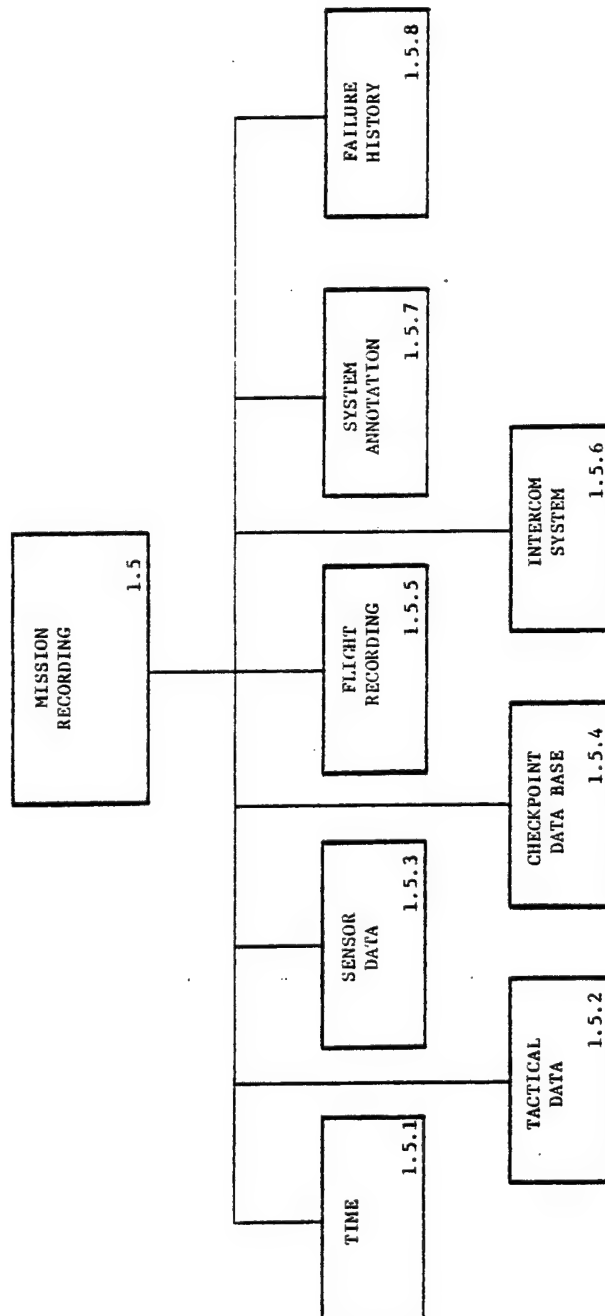 MISSION
RECORDING
1.5
TIME
1.5.1
TACTICAL
DATA
1.5.2
SENSOR
DATA
1.5.3
CHECKPOINT
DATA BASE
1.5.4
FLIGHT
RECORDING
1.5.5
INTERCOM
SYSTEM
1.5.6
SYSTEM
ANNOTATION
1.5.7
FAILURE
HISTORY
1.5.8